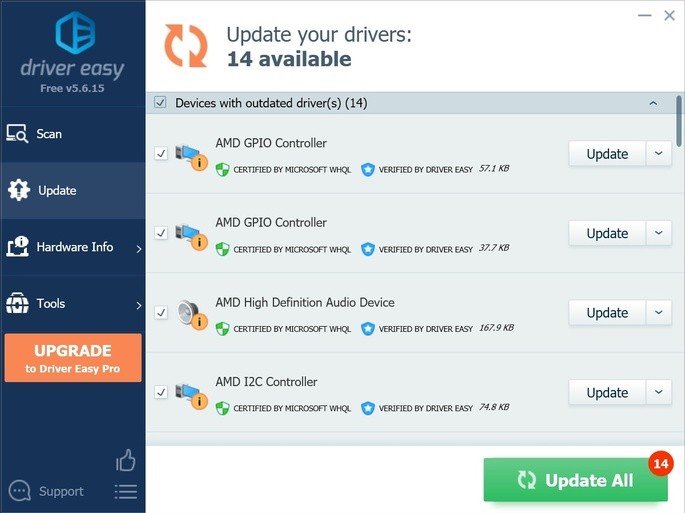 driver easy
Free v5.6.15
Scan
Update
Hardware Info
Tools
UPGRADE
to Driver Easy Pro
Support
Update your drivers:
14 available
Devices with outdated driver(s) (14)
AMD GPIO Controller
CERTIFIED BY MICROSOFT WHQL VERIFIED BY DRIVER EASY 57.1 KB
Update
AMD GPIO Controller
CERTIFIED BY MICROSOFT WHQL VERIFIED BY DRIVER EASY 37.7 KB
Update
AMD High Definition Audio Device
CERTIFIED BY MICROSOFT WHQL VERIFIED BY DRIVER EASY 167.9 KB
Update
AMD I2C Controller
CERTIFIED BY MICROSOFT WHQL VERIFIED BY DRIVER EASY 74.8 KB
Update
14
Update All